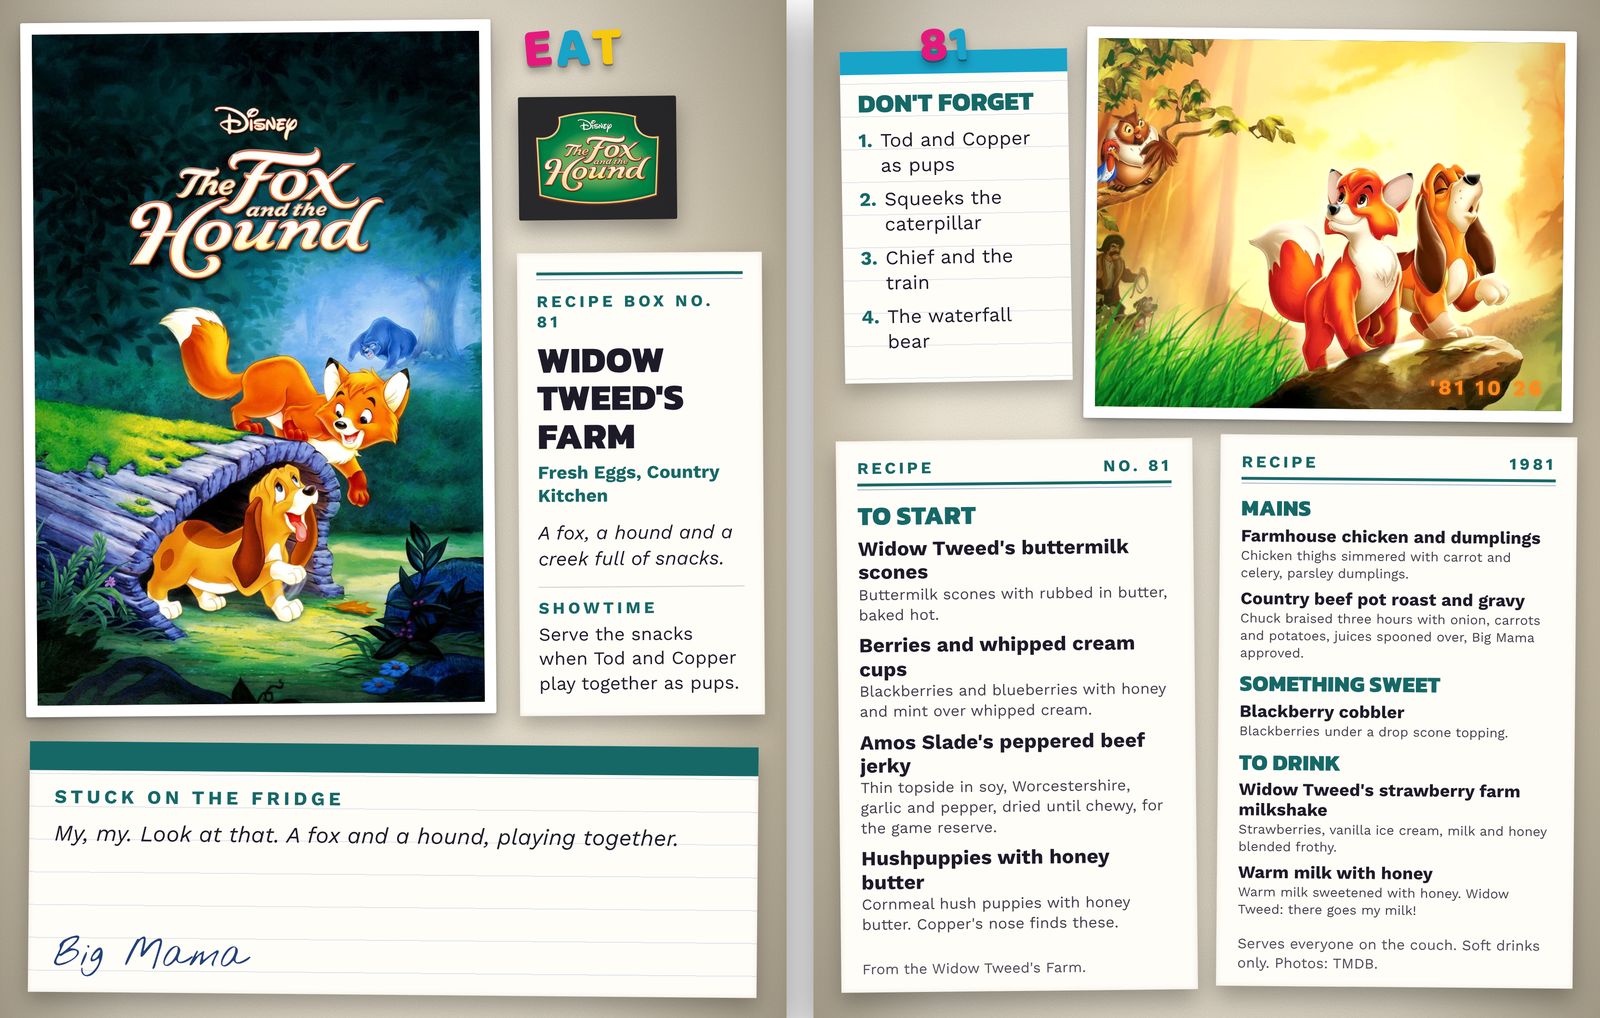 DISNEY
The Fox
and the
Hound
EAT
DISNEY
The Fox
and the
Hound
RECIPE BOX NO.
81
WIDOW
TWEED'S
FARM
Fresh Eggs, Country
Kitchen
A fox, a hound and a
creek full of snacks.
SHOWTIME
Serve the snacks
when Tod and Copper
play together as pups.
STUCK ON THE FRIDGE
My, my. Look at that. A fox and a hound, playing together.
Big Mama
81
DON'T FORGET
1. Tod and Copper
as pups
2. Squeeks the
caterpillar
3. Chief and the
train
4. The waterfall
bear
'81 10 26
RECIPE NO. 81
TO START
Widow Tweed's buttermilk
scones
Buttermilk scones with rubbed in butter,
baked hot.
Berries and whipped cream
cups
Blackberries and blueberries with honey
and mint over whipped cream.
Amos Slade's peppered beef
jerky
Thin topside in soy, Worcestershire,
garlic and pepper, dried until chewy, for
the game reserve.
Hushpuppies with honey
butter
Cornmeal hush puppies with honey
butter. Copper's nose finds these.
From the Widow Tweed's Farm.
RECIPE 1981
MAINS
Farmhouse chicken and dumplings
Chicken thighs simmered with carrot and
celery, parsley dumplings.
Country beef pot roast and gravy
Chuck braised three hours with onion, carrots
and potatoes, juices spooned over, Big Mama
approved.
SOMETHING SWEET
Blackberry cobbler
Blackberries under a drop scone topping.
TO DRINK
Widow Tweed's strawberry farm
milkshake
Strawberries, vanilla ice cream, milk and honey
blended frothy.
Warm milk with honey
Warm milk sweetened with honey. Widow
Tweed: there goes my milk!
Serves everyone on the couch. Soft drinks
only. Photos: TMDB.